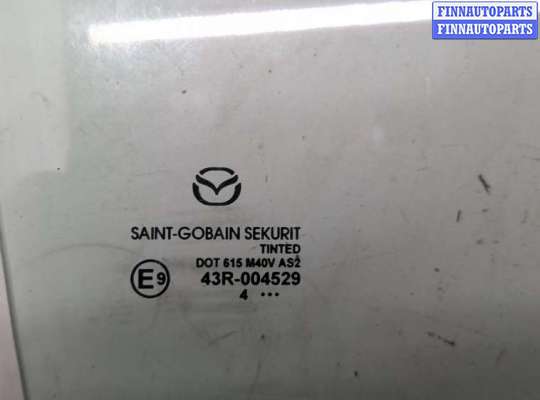 FINNAUTOPARTS
FINNAUTOPARTS
SAINT-GOBAIN SEKURIT
TINTED
DOT 615 M40V AS2
E9 43R-004529
4 •••